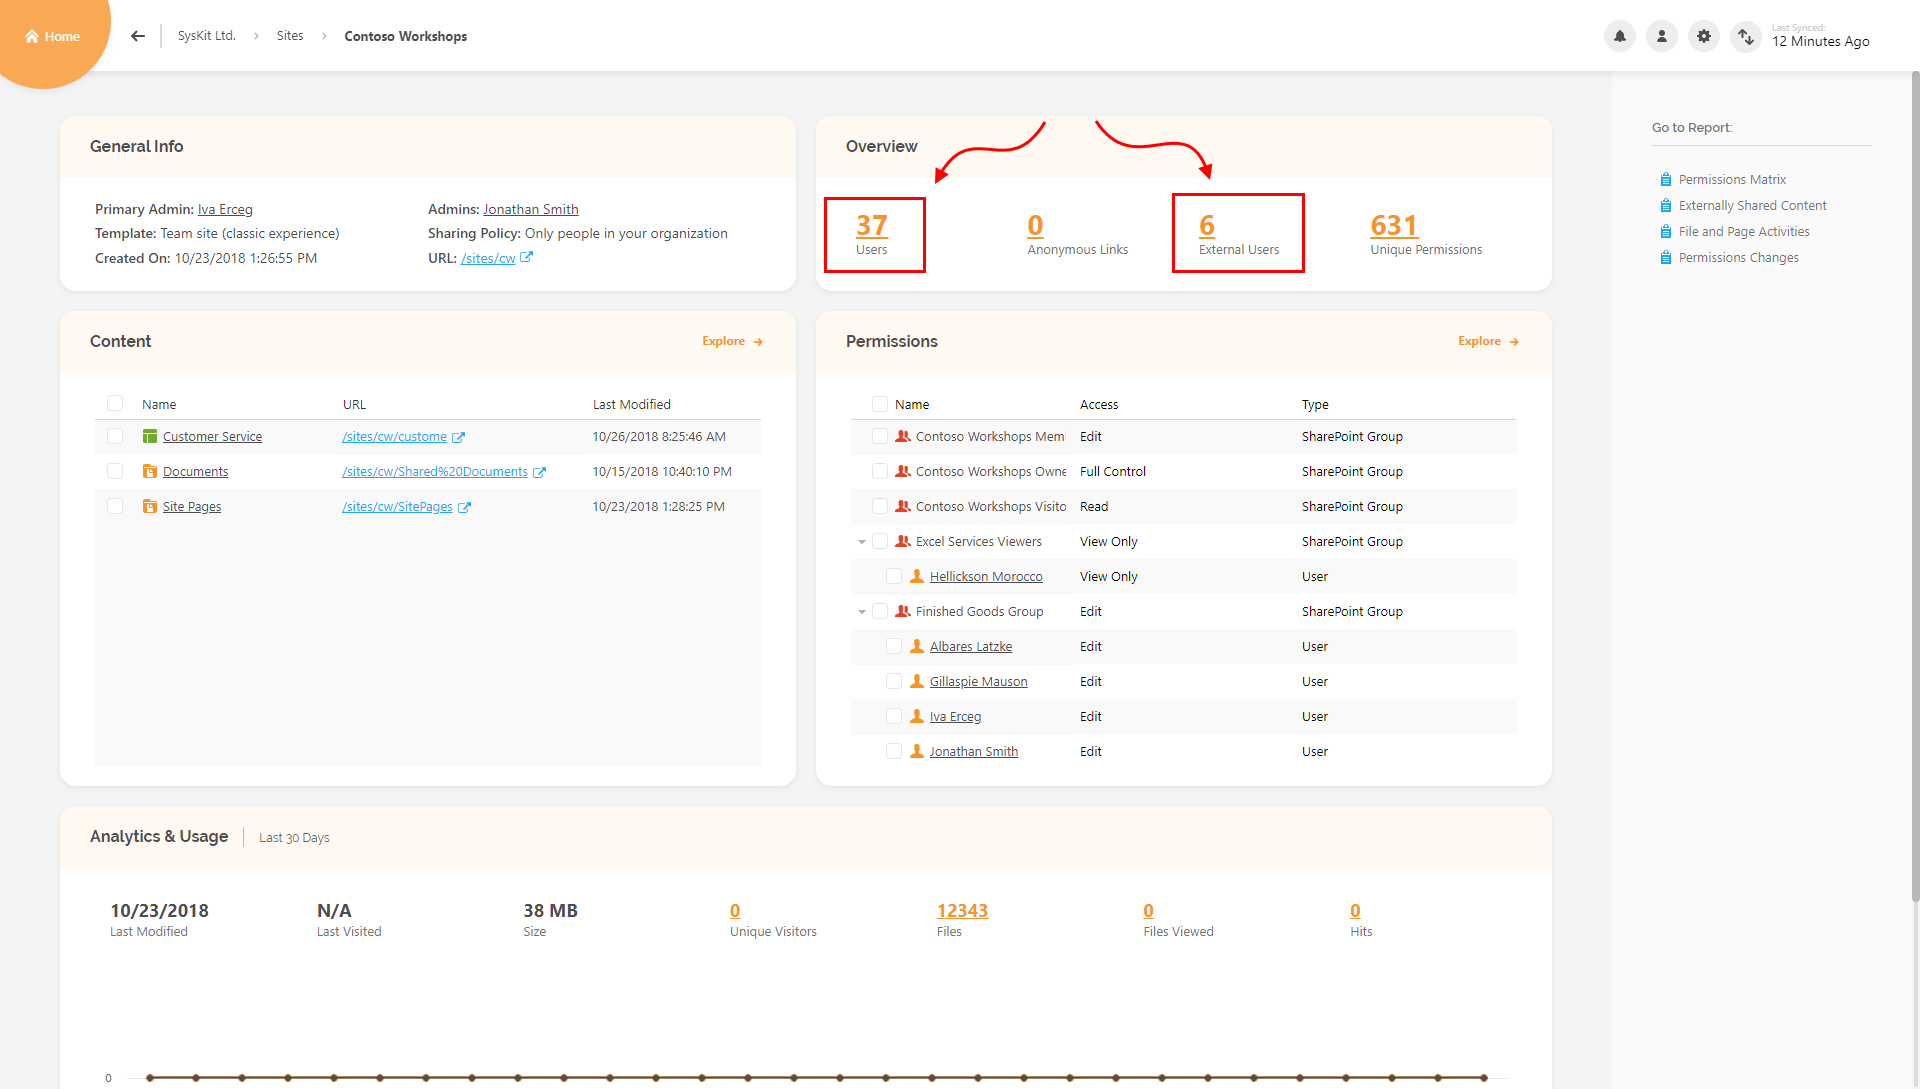 Home
SysKit Ltd. Sites Contoso Workshops
Last Synced:
12 Minutes Ago
General Info
Primary Admin: Iva Erceg
Template: Team site (classic experience)
Created On: 10/23/2018 1:26:55 PM
Admins: Jonathan Smith
Sharing Policy: Only people in your organization
URL: /sites/cw
Overview
37
Users
0
Anonymous Links
6
External Users
631
Unique Permissions
Go to Report:
Permissions Matrix
Externally Shared Content
File and Page Activities
Permissions Changes
Content Explore
Name URL Last Modified
Customer Service /sites/cw/custome 10/26/2018 8:25:46 AM
Documents /sites/cw/Shared%20Documents 10/15/2018 10:40:10 PM
Site Pages /sites/cw/SitePages 10/23/2018 1:28:25 PM
Permissions Explore
Name Access Type
Contoso Workshops Mem Edit SharePoint Group
Contoso Workshops Owne Full Control SharePoint Group
Contoso Workshops Visito Read SharePoint Group
Excel Services Viewers View Only SharePoint Group
Hellickson Morocco View Only User
Finished Goods Group Edit SharePoint Group
Albares Latzke Edit User
Gillaspie Mauson Edit User
Iva Erceg Edit User
Jonathan Smith Edit User
Analytics & Usage Last 30 Days
10/23/2018
Last Modified
N/A
Last Visited
38 MB
Size
0
Unique Visitors
12343
Files
0
Files Viewed
0
Hits
0